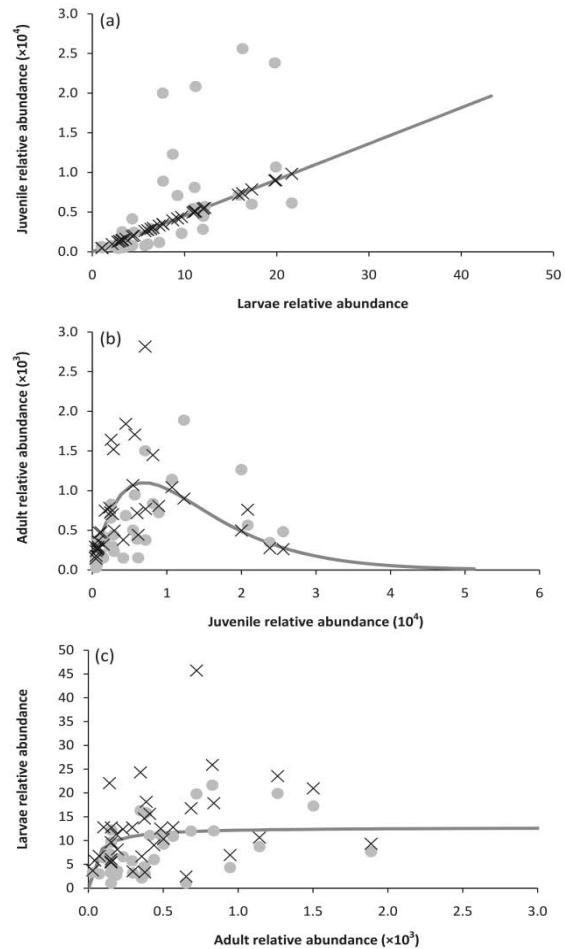 (a)
Juvenile relative abundance (×10⁴)
3.0
2.5
2.0
1.5
1.0
0.5
0.0
0 10 20 30 40 50
Larvae relative abundance
(b)
Adult relative abundance (×10³)
3.0
2.5
2.0
1.5
1.0
0.5
0.0
0 1 2 3 4 5 6
Juvenile relative abundance (10⁴)
(c)
Larvae relative abundance
50
45
40
35
30
25
20
15
10
5
0
0.0 0.5 1.0 1.5 2.0 2.5 3.0
Adult relative abundance (×10³)